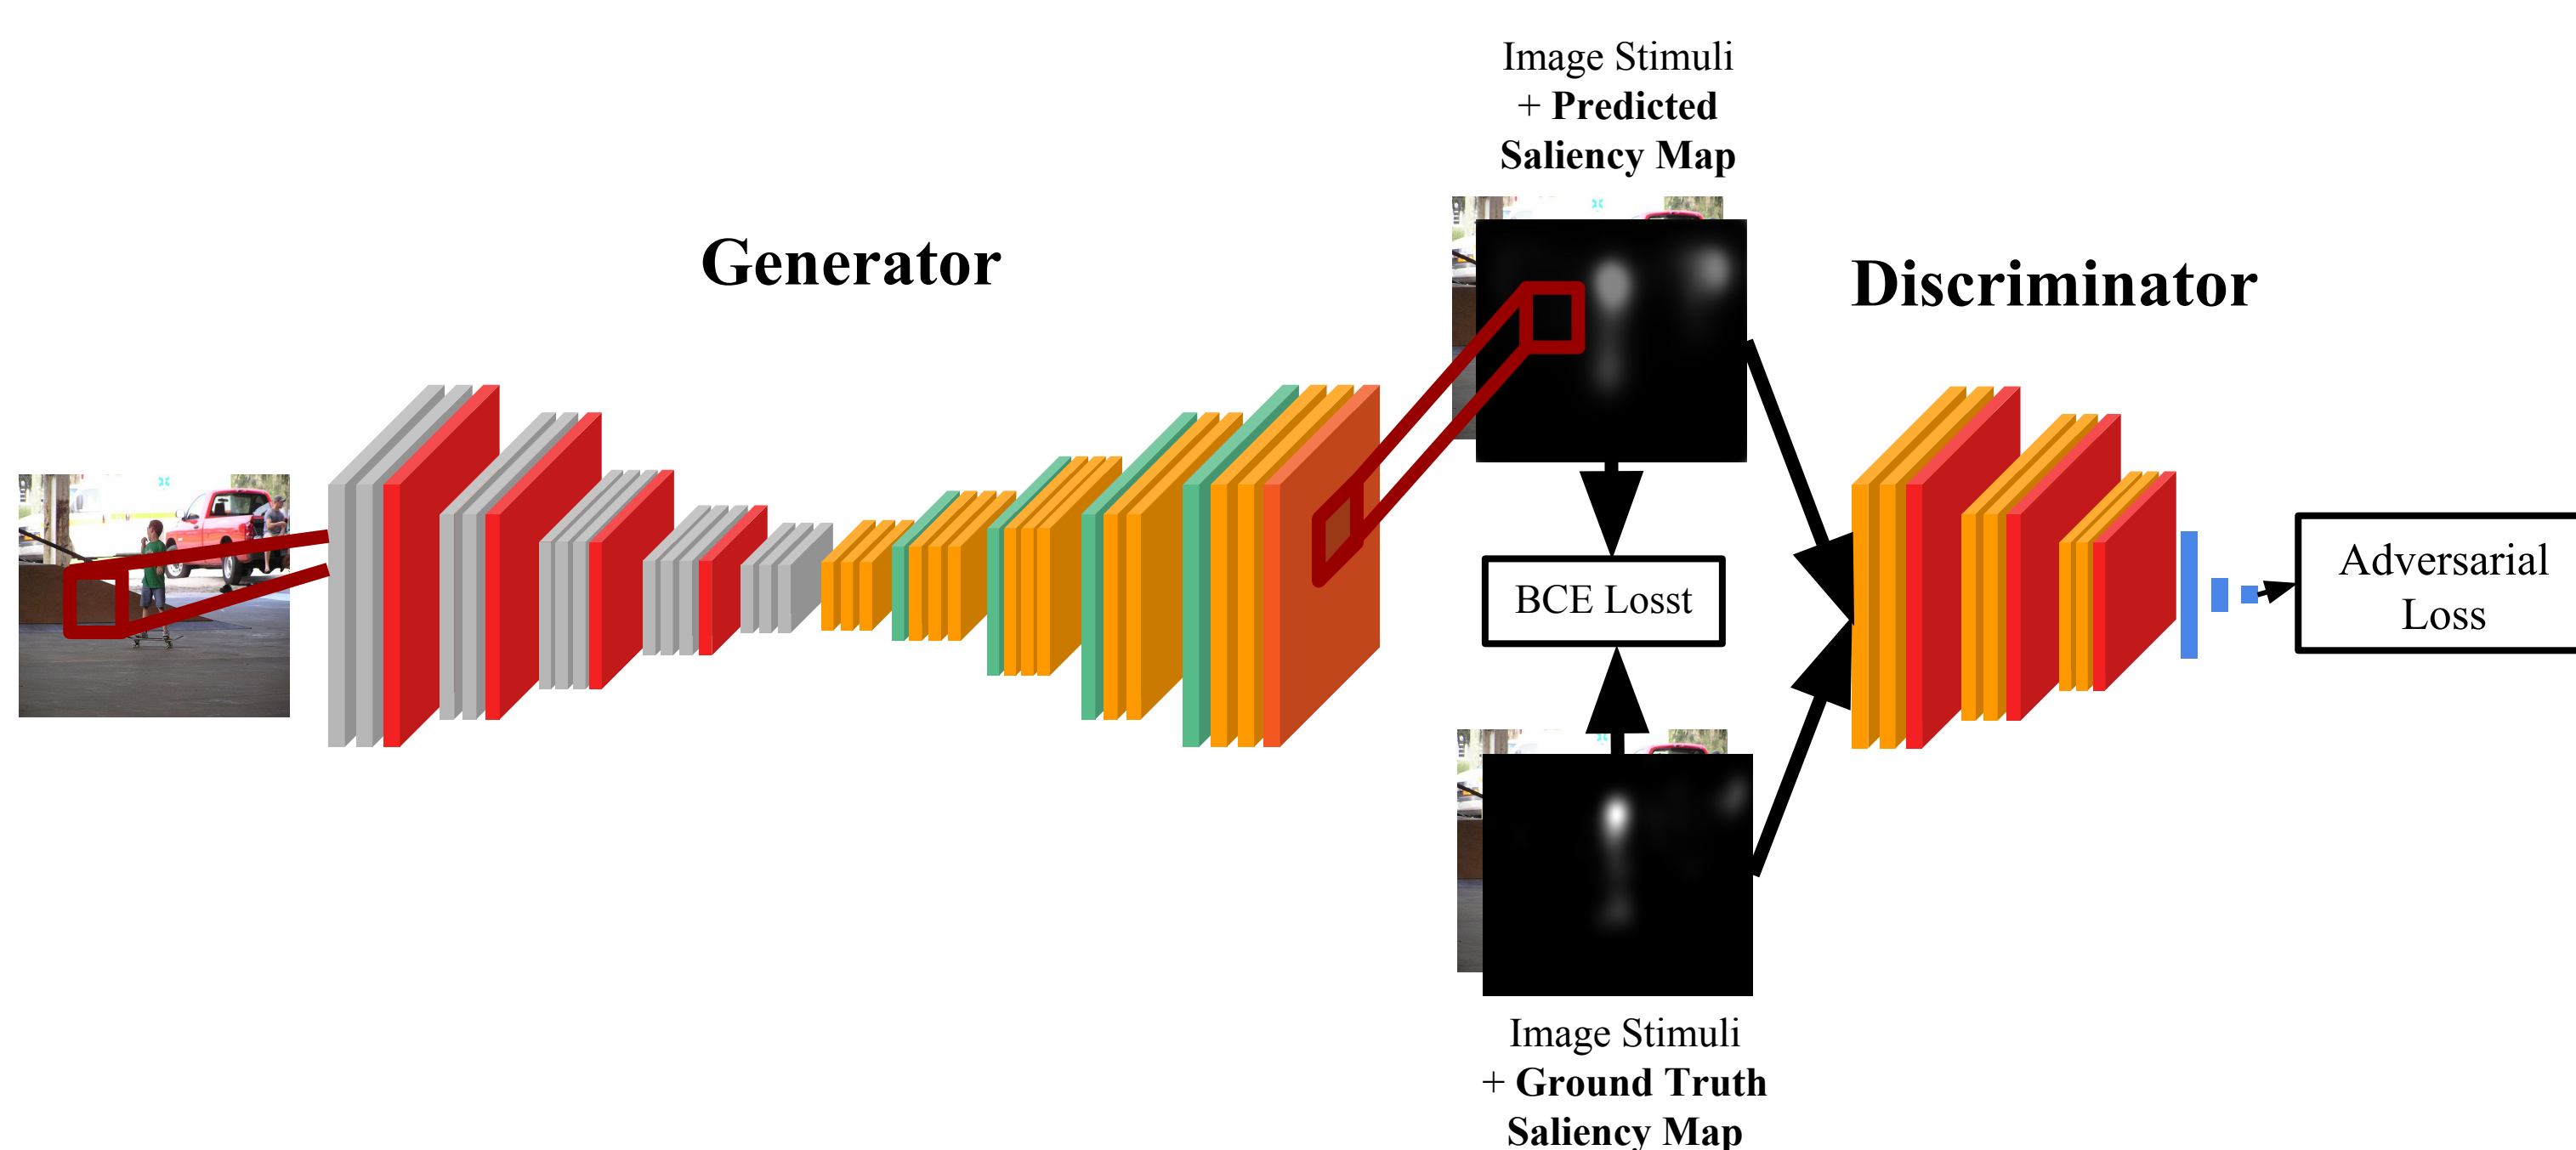 Image Stimuli
+ Predicted
Saliency Map
Generator
Discriminator
BCE Losst
Adversarial
Loss
Image Stimuli
+ Ground Truth
Saliency Map